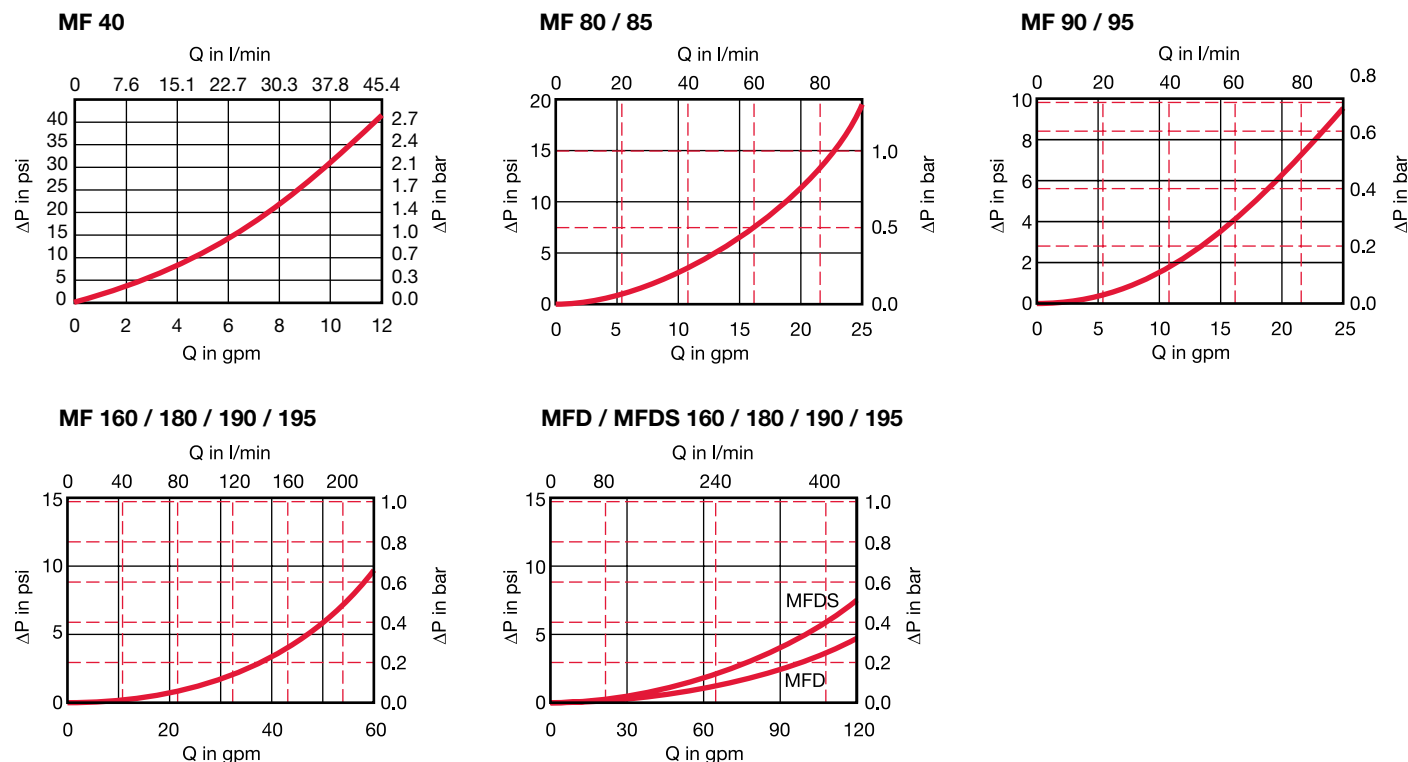 MF 40
Q in l/min
0 7.6 15.1 22.7 30.3 37.8 45.4
ΔP in psi
40
35
30
25
20
15
10
5
0
2.7
2.4
2.1
1.7
1.4
1.0
0.7
0.3
0.0
ΔP in bar
0 2 4 6 8 10 12
Q in gpm
MF 80 / 85
Q in l/min
0 20 40 60 80
ΔP in psi
20
15
10
5
0
1.0
0.5
0.0
ΔP in bar
0 5 10 15 20 25
Q in gpm
MF 90 / 95
Q in l/min
0 20 40 60 80
ΔP in psi
10
8
6
4
2
0
0.8
0.6
0.4
0.2
0.0
ΔP in bar
0 5 10 15 20 25
Q in gpm
MF 160 / 180 / 190 / 195
Q in l/min
0 40 80 120 160 200
ΔP in psi
15
10
5
0
1.0
0.8
0.6
0.4
0.2
0.0
ΔP in bar
0 20 40 60
Q in gpm
MFD / MFDS 160 / 180 / 190 / 195
Q in l/min
0 80 240 400
ΔP in psi
15
10
5
0
MFDS
MFD
1.0
0.8
0.6
0.4
0.2
0.0
ΔP in bar
0 30 60 90 120
Q in gpm